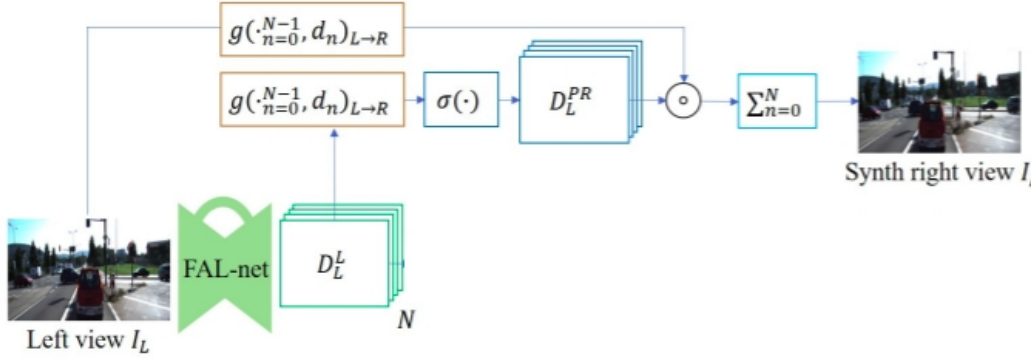 g(·_{n=0}^{N-1}, d_n)_{L→R}
g(·_{n=0}^{N-1}, d_n)_{L→R}
σ(·)
D_L^{PR}
∘
∑_{n=0}^{N}
Synth right view I
FAL-net
D_L^L
N
Left view I_L